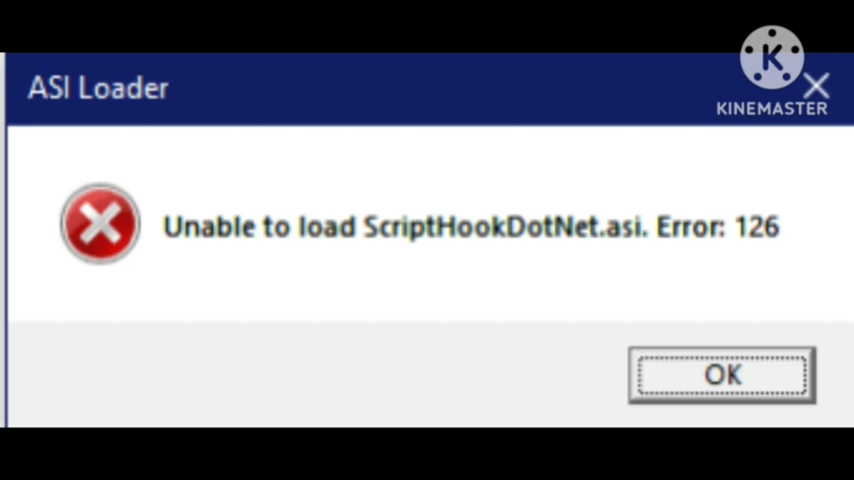 ASI Loader
K
KINEMASTER
Unable to load ScriptHookDotNet.asi. Error: 126
OK